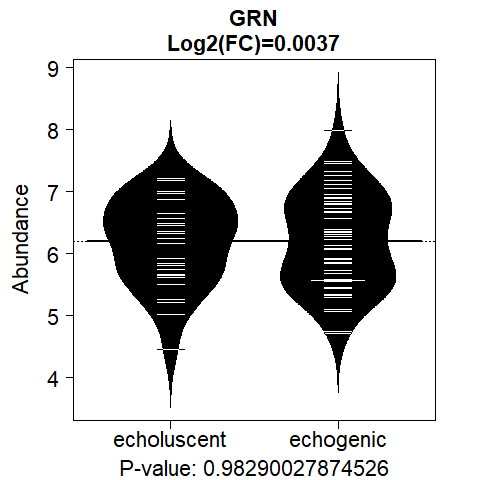 GRN
Log2(FC)=0.0037
Abundance
9
8
7
6
5
4
echoluscent echogenic
P-value: 0.98290027874526